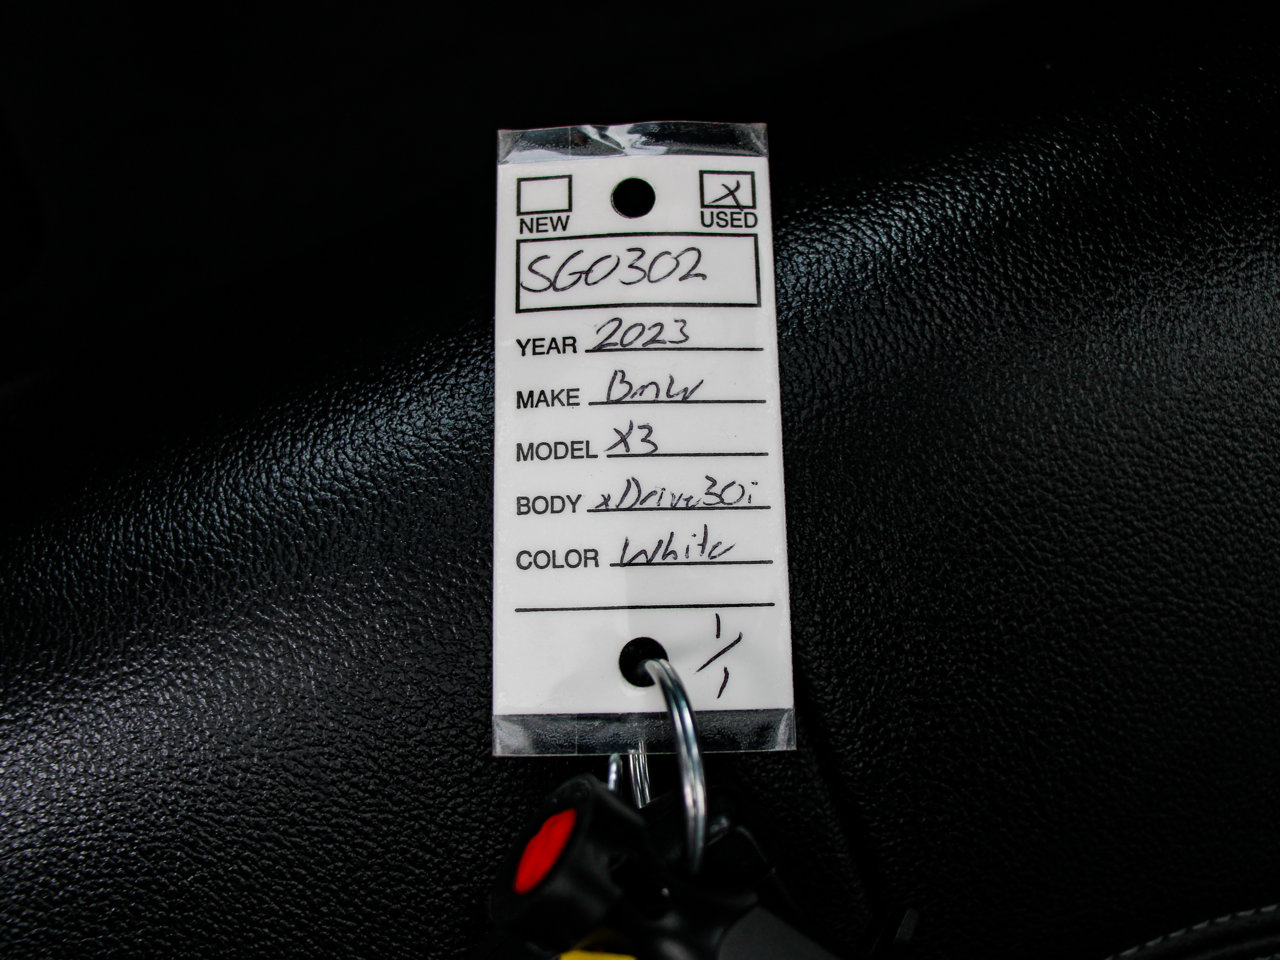 X
NEW USED
SG0302
YEAR 2023
MAKE BMW
MODEL X3
BODY xDrive30i
COLOR White
1/1